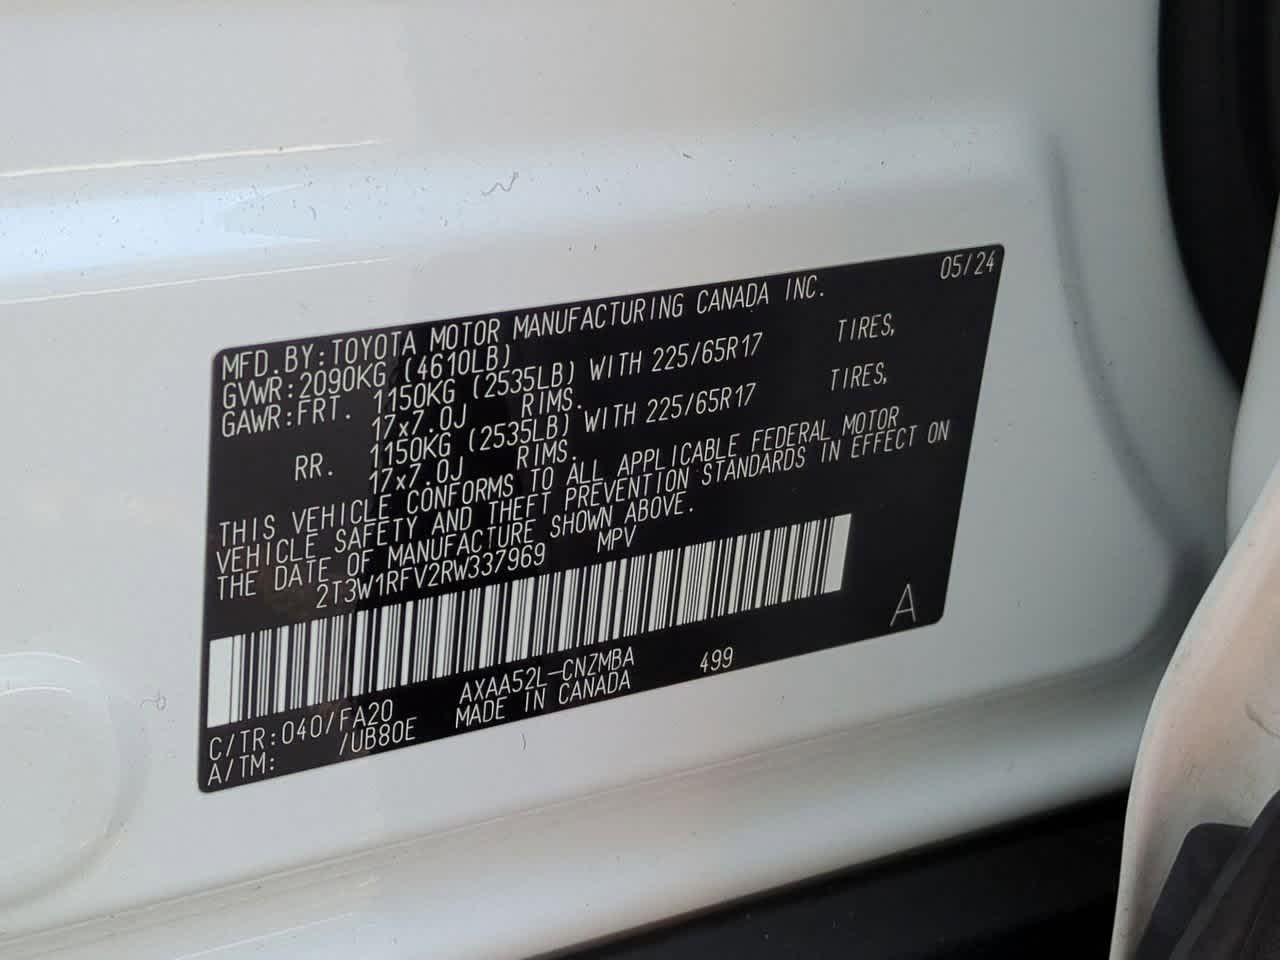 05/24
MFD.BY:TOYOTA MOTOR MANUFACTURING CANADA INC.
GVWR:2090KG (4610LB)
GAWR:FRT. 1150KG (2535LB) WITH 225/65R17 TIRES,
17x7.0J RIMS.
RR. 1150KG (2535LB) WITH 225/65R17 TIRES,
17x7.0J RIMS.
THIS VEHICLE CONFORMS TO ALL APPLICABLE FEDERAL MOTOR
VEHICLE SAFETY AND THEFT PREVENTION STANDARDS IN EFFECT ON
THE DATE OF MANUFACTURE SHOWN ABOVE.
2T3W1RFV2RW337969 MPV
A
C/TR:040/FA20 AXAA52L-CNZMBA 499
A/TM: /UB80E MADE IN CANADA